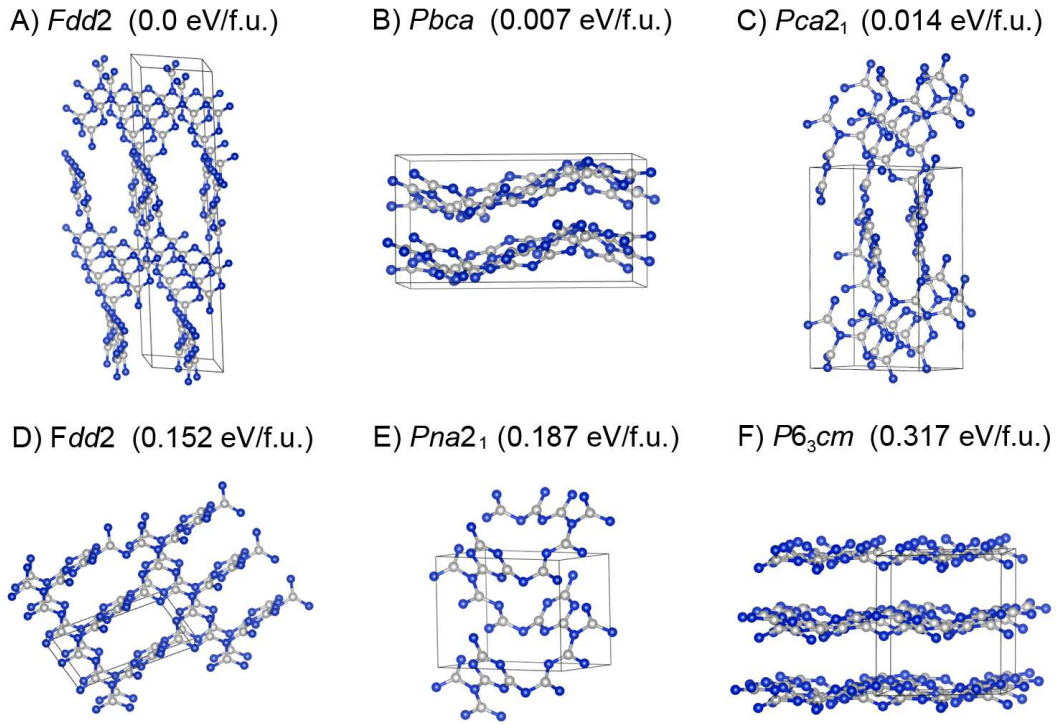 A) Fdd2 (0.0 eV/f.u.)
B) Pbca (0.007 eV/f.u.)
C) Pca2₁ (0.014 eV/f.u.)
D) Fdd2 (0.152 eV/f.u.)
E) Pna2₁ (0.187 eV/f.u.)
F) P6₃cm (0.317 eV/f.u.)